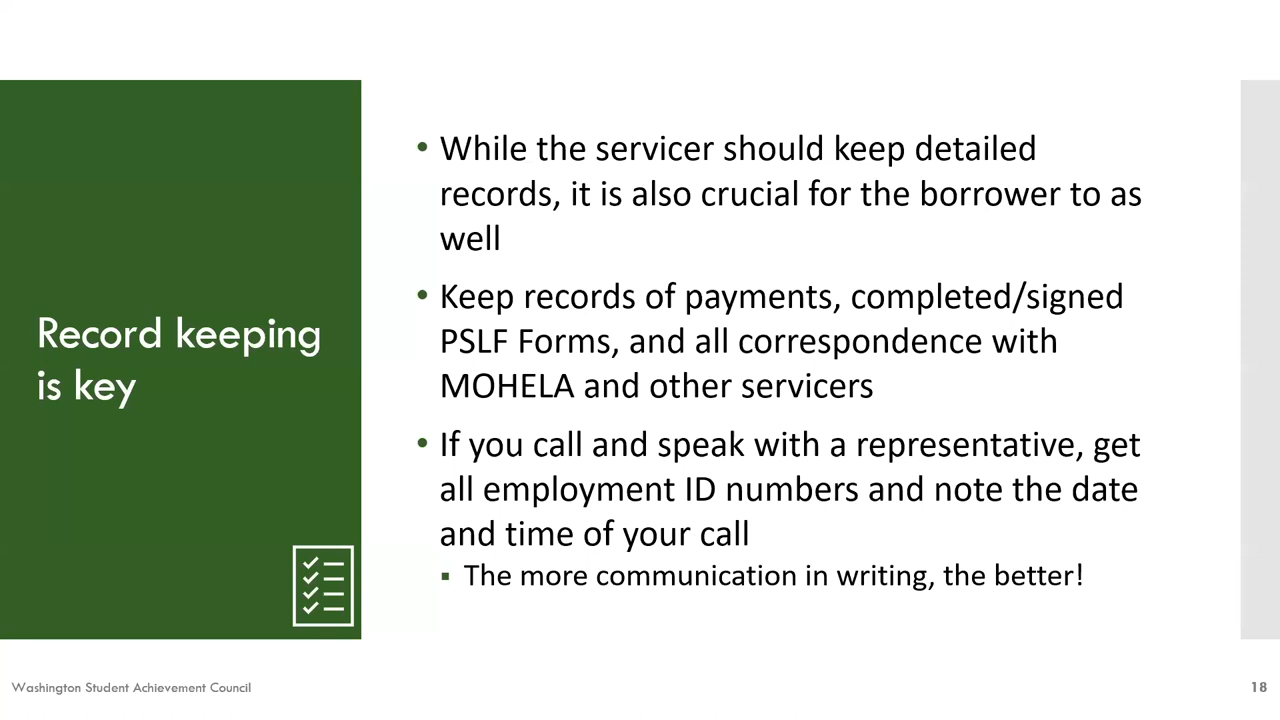 Record keeping
is key
• While the servicer should keep detailed
records, it is also crucial for the borrower to as
well
• Keep records of payments, completed/signed
PSLF Forms, and all correspondence with
MOHELA and other servicers
• If you call and speak with a representative, get
all employment ID numbers and note the date
and time of your call
▪ The more communication in writing, the better!
Washington Student Achievement Council
18